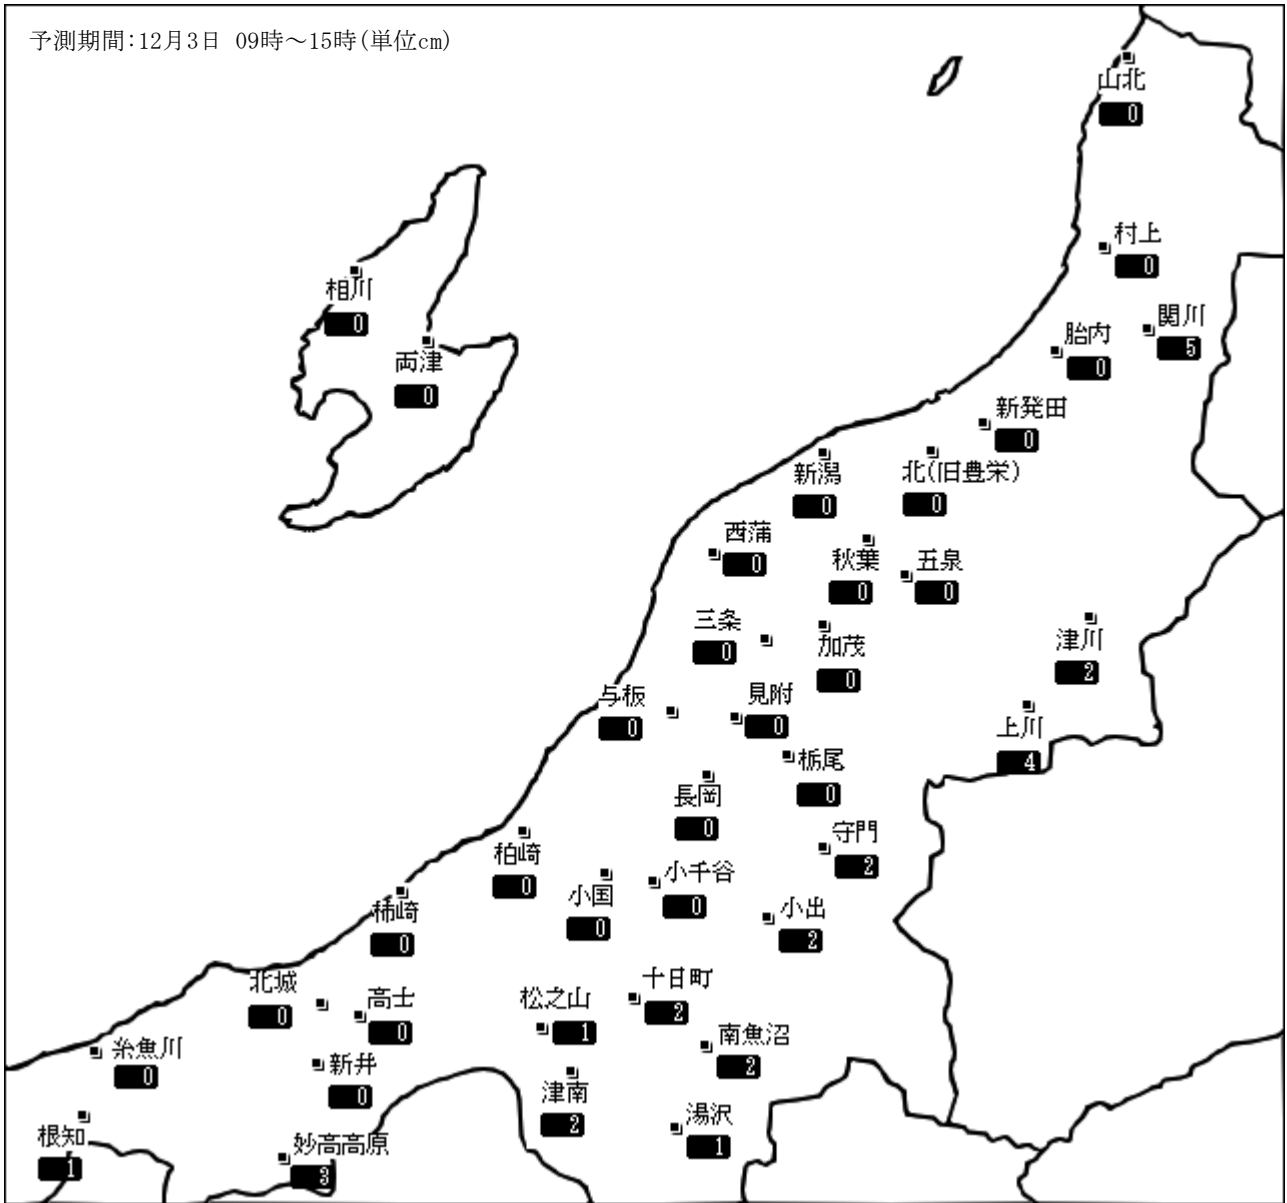 予測期間:12月3日 09時～15時(単位cm)
山北
0
村上
0
相川
0
関川
5
胎内
0
両津
0
新発田
0
新潟
0
北(旧豊栄)
0
西蒲
0
秋葉
0
五泉
0
三条
0
加茂
0
津川
2
与板
0
見附
0
上川
4
栃尾
0
長岡
0
守門
2
柏崎
0
小国
0
小千谷
0
小出
2
柿崎
0
北城
0
高士
0
松之山
1
十日町
2
南魚沼
2
糸魚川
0
新井
0
津南
2
湯沢
1
根知
1
妙高高原
3